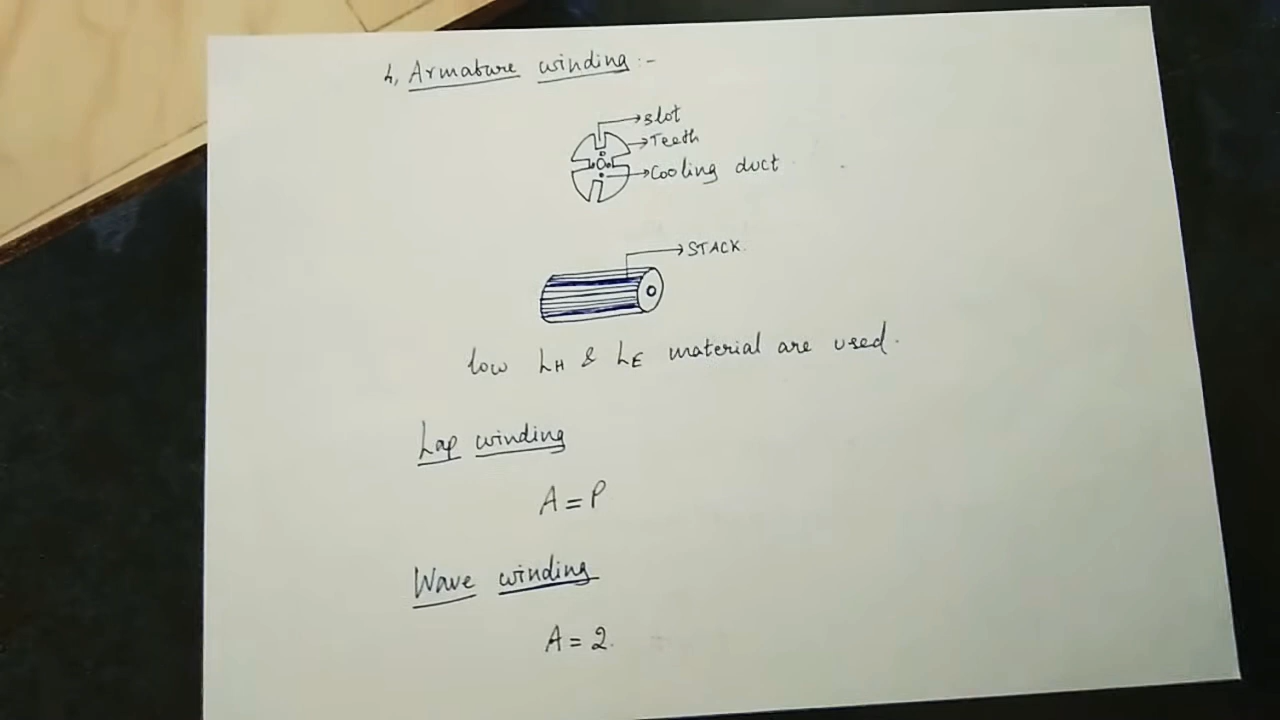 4, Armature winding :-
slot
Teeth
Cooling duct
STACK.
low LH & LE material are used.
Lap winding
A = P
Wave winding
A = 2.